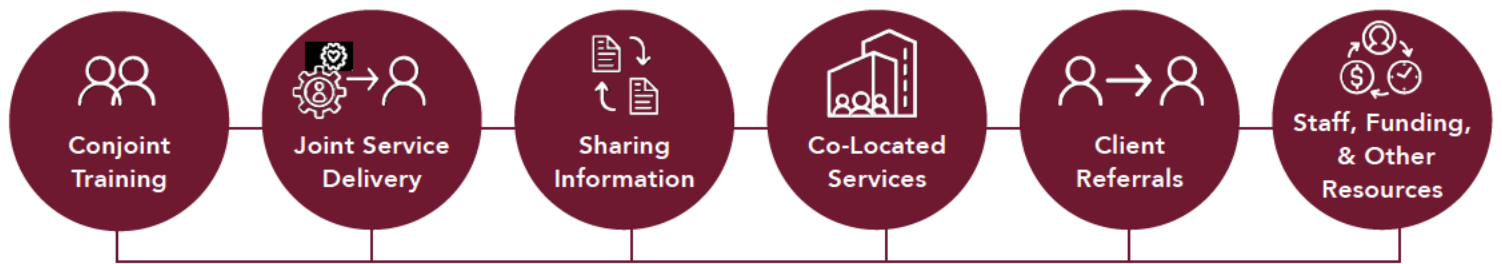 Conjoint
Training
Joint Service
Delivery
Sharing
Information
Co-Located
Services
Client
Referrals
$
Staff, Funding,
& Other
Resources